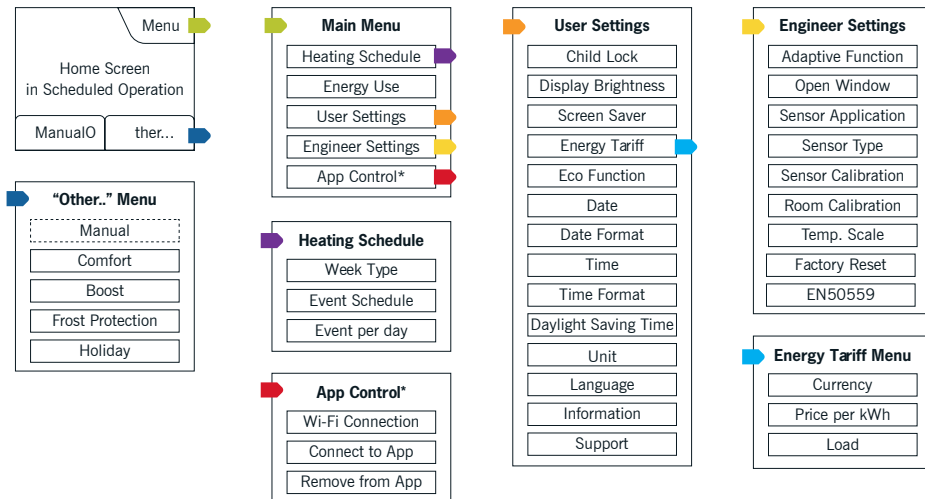 Menu
Home Screen
in Scheduled Operation
ManualO ther...
“Other..” Menu
Manual
Comfort
Boost
Frost Protection
Holiday
Main Menu
Heating Schedule
Energy Use
User Settings
Engineer Settings
App Control*
Heating Schedule
Week Type
Event Schedule
Event per day
App Control*
Wi-Fi Connection
Connect to App
Remove from App
User Settings
Child Lock
Display Brightness
Screen Saver
Energy Tariff
Eco Function
Date
Date Format
Time
Time Format
Daylight Saving Time
Unit
Language
Information
Support
Engineer Settings
Adaptive Function
Open Window
Sensor Application
Sensor Type
Sensor Calibration
Room Calibration
Temp. Scale
Factory Reset
EN50559
Energy Tariff Menu
Currency
Price per kWh
Load